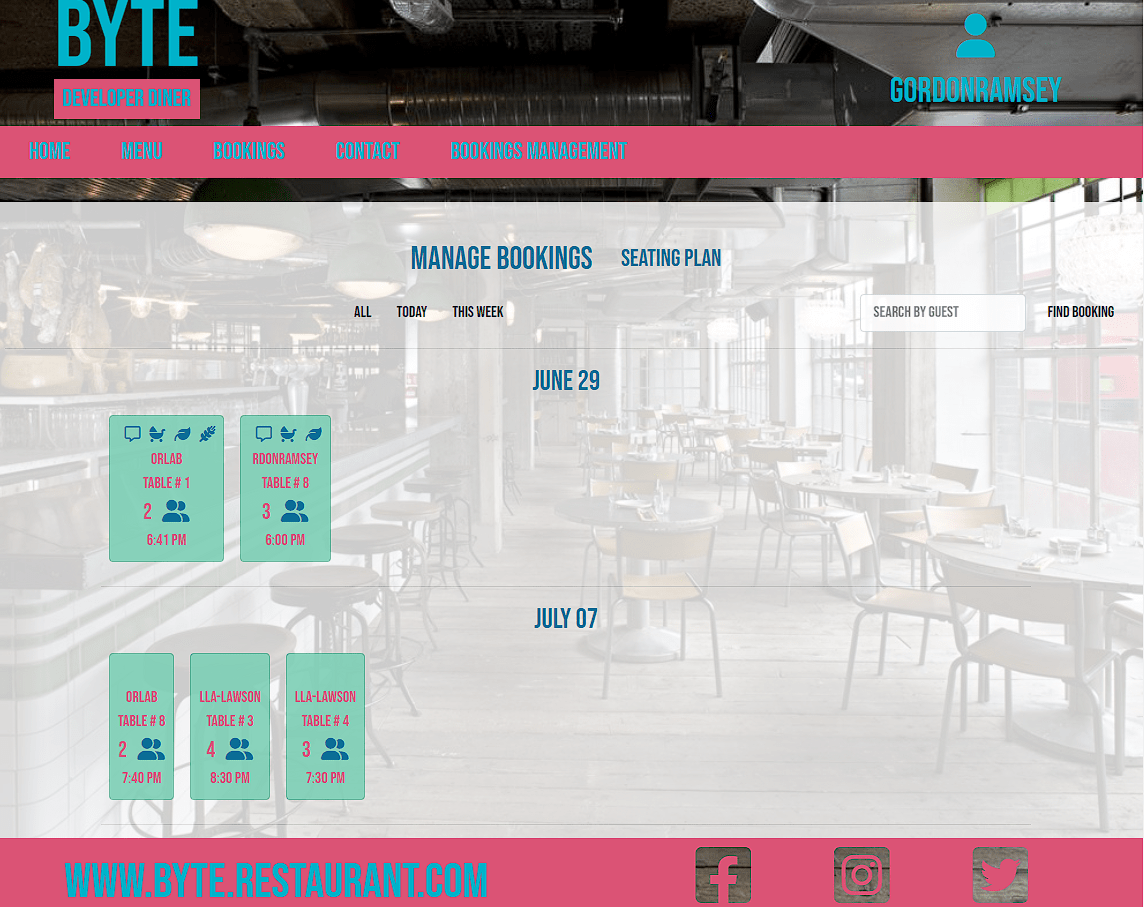 BYTE
DEVELOPER DINER
GORDONRAMSEY
HOME MENU BOOKINGS CONTACT BOOKINGS MANAGEMENT
MANAGE BOOKINGS SEATING PLAN
ALL TODAY THIS WEEK SEARCH BY GUEST FIND BOOKING
JUNE 29
ORLAB
TABLE # 1
2
6:41 PM
RDONRAMSEY
TABLE # 8
3
6:00 PM
JULY 07
ORLAB
TABLE # 8
2
7:40 PM
LLA-LAWSON
TABLE # 3
4
8:30 PM
LLA-LAWSON
TABLE # 4
3
7:30 PM
WWW.BYTE.RESTAURANT.COM